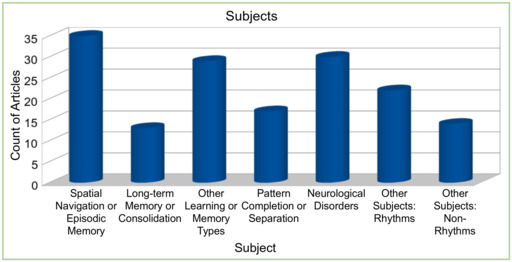 Subjects
Count of Articles
35
30
25
20
15
10
5
0
Spatial
Navigation or
Episodic
Memory
Long-term
Memory or
Consolidation
Other
Learning or
Memory
Types
Pattern
Completion or
Separation
Neurological
Disorders
Other
Subjects:
Rhythms
Other
Subjects:
Non-
Rhythms
Subject